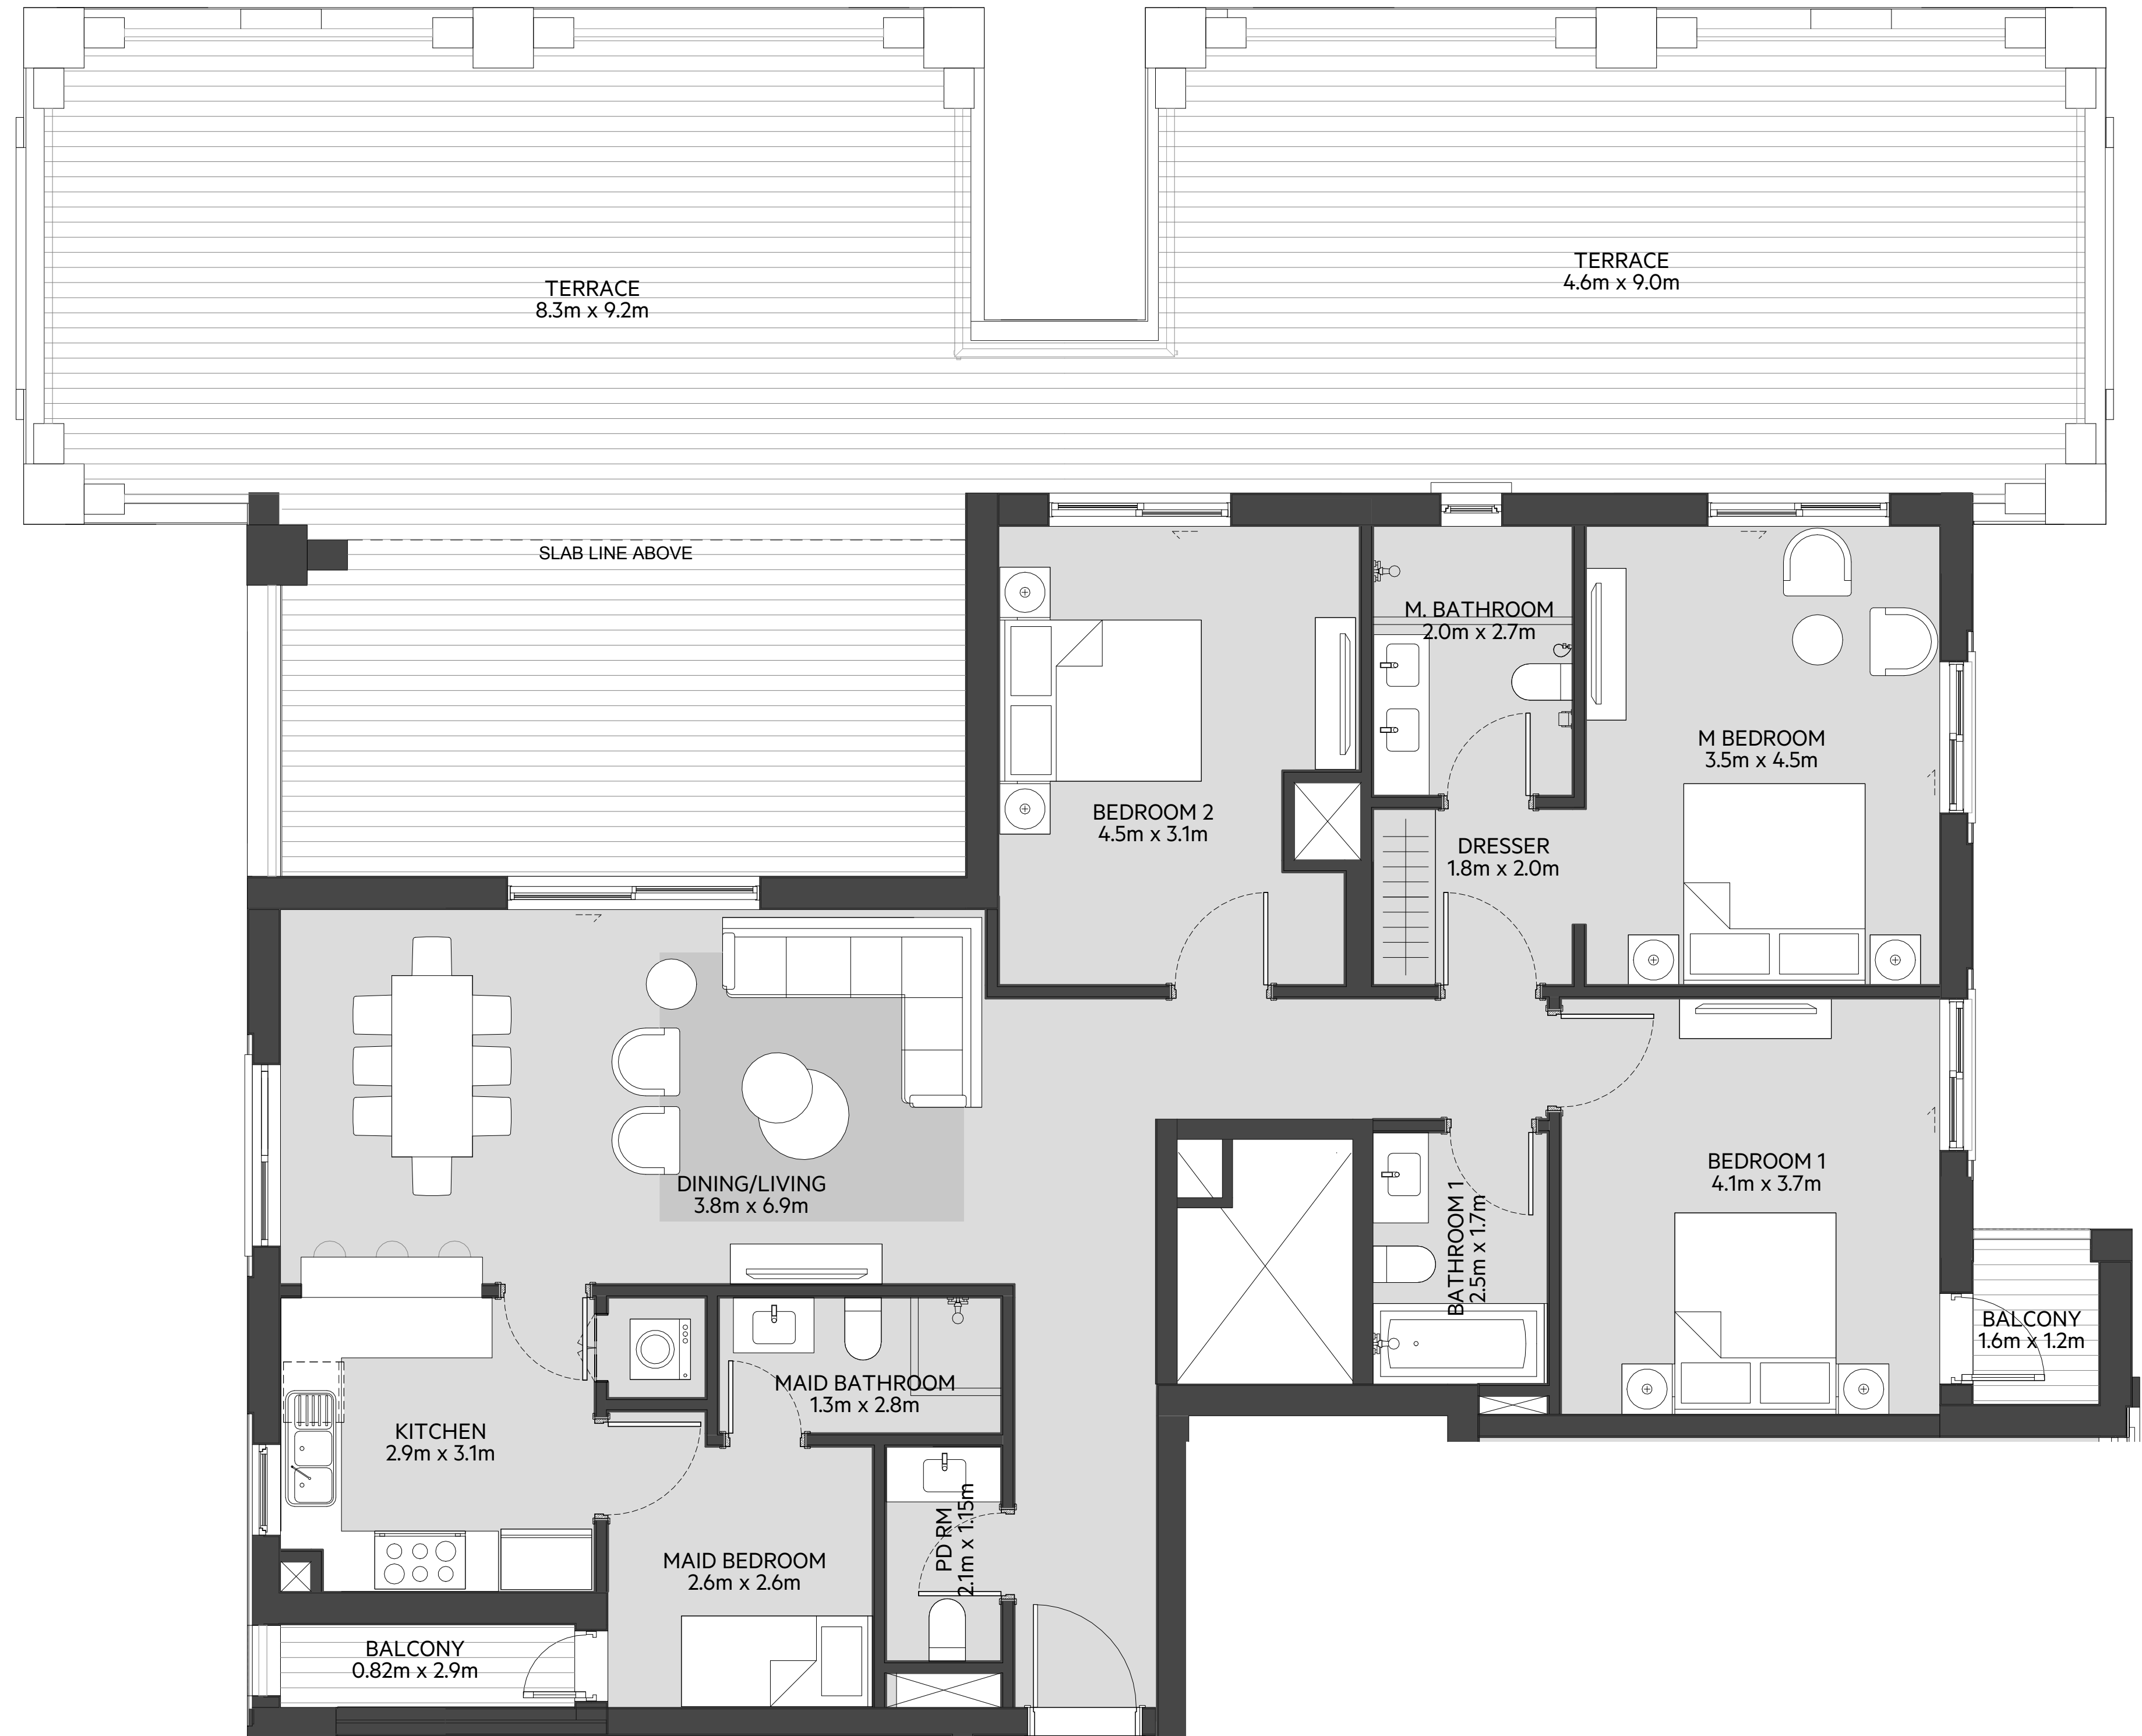 TERRACE
8.3m x 9.2m
TERRACE
4.6m x 9.0m
SLAB LINE ABOVE
M. BATHROOM
2.0m x 2.7m
M BEDROOM
3.5m x 4.5m
BEDROOM 2
4.5m x 3.1m
DRESSER
1.8m x 2.0m
DINING/LIVING
3.8m x 6.9m
BATHROOM 1
2.5m x 1.7m
BEDROOM 1
4.1m x 3.7m
BALCONY
1.6m x 1.2m
MAID BATHROOM
1.3m x 2.8m
KITCHEN
2.9m x 3.1m
PD RM
2.1m x 1.15m
MAID BEDROOM
2.6m x 2.6m
BALCONY
0.82m x 2.9m